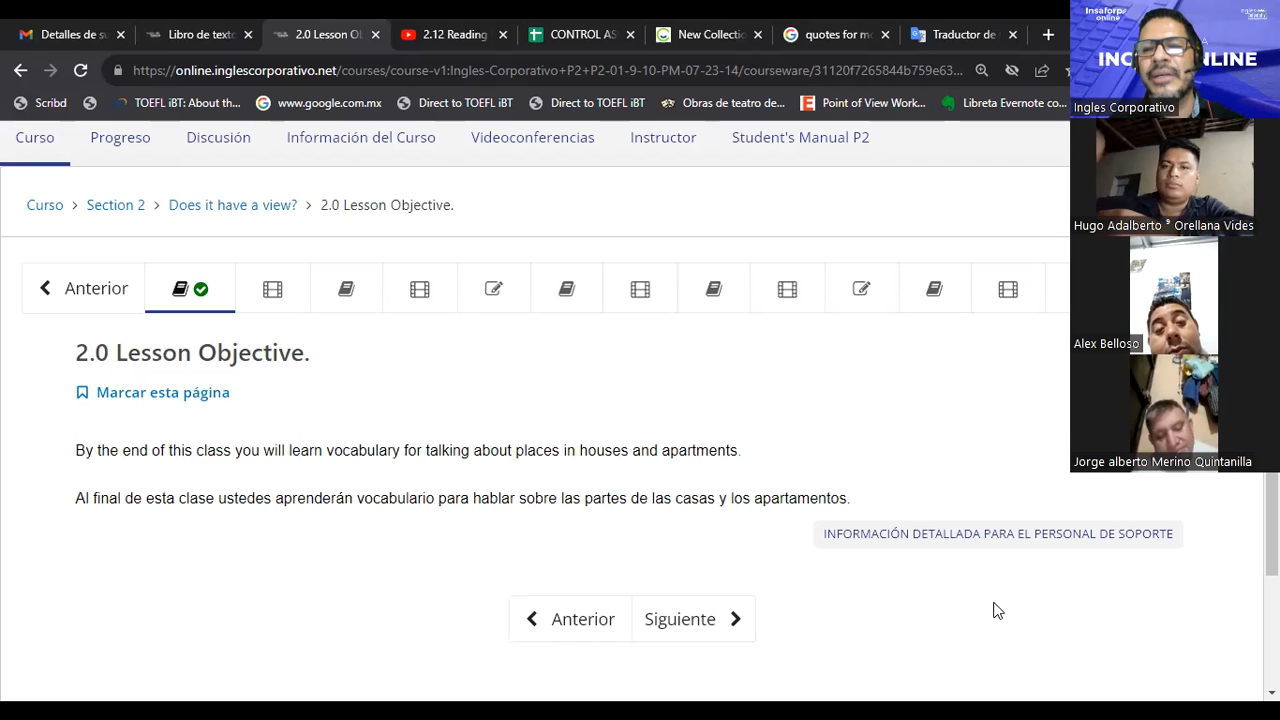 Detalles de su
Libro de texto
2.0 Lesson Ob
2.12 Reading
CONTROL AS
New Collection
quotes for mo
Traductor de
https://online.inglescorporativo.net/courses/course-v1:Ingles-Corporativo+P2+P2-01-9-10-PM-07-23-14/courseware/31120f7265844b759e63...
Scribd
TOEFL iBT: About th...
www.google.com.m...
Direct to TOEFL iBT
Direct to TOEFL iBT
Obras de teatro de...
Point of View Work...
Libreta Evernote co...
Curso
Progreso
Discusión
Información del Curso
Videoconferencias
Instructor
Student's Manual P2
Curso > Section 2 > Does it have a view? > 2.0 Lesson Objective.
Anterior
2.0 Lesson Objective.
Marcar esta página
By the end of this class you will learn vocabulary for talking about places in houses and apartments.
Al final de esta clase ustedes aprenderán vocabulario para hablar sobre las partes de las casas y los apartamentos.
INFORMACIÓN DETALLADA PARA EL PERSONAL DE SOPORTE
Anterior
Siguiente
Insaforp
online
Ingles Corporativo
Hugo Adalberto ° Orellana Vides
Alex Belloso
Jorge alberto Merino Quintanilla